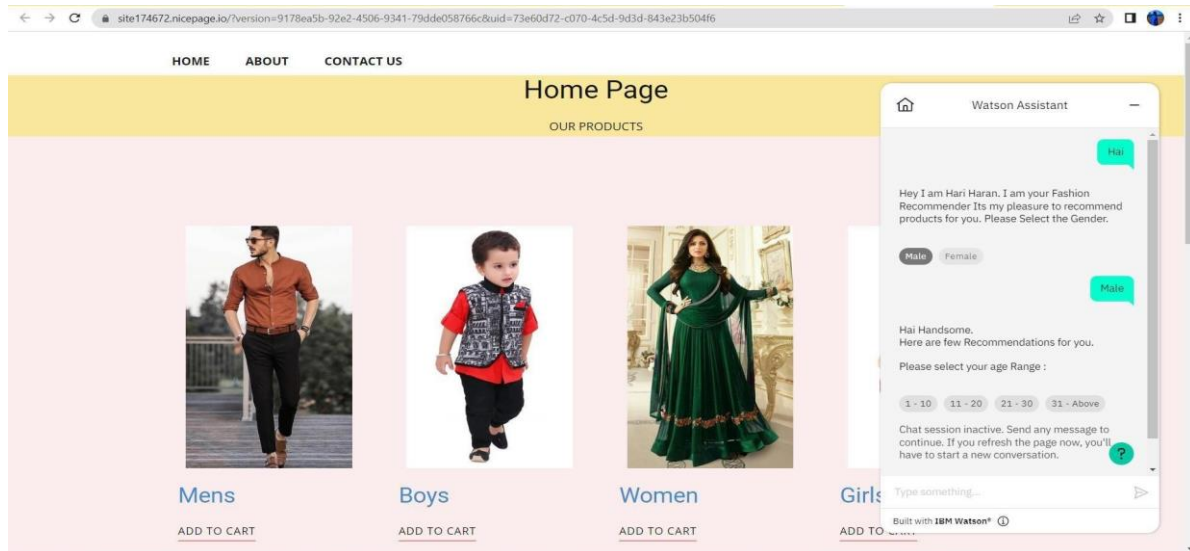 site174672.nicepage.io/?version=9178ea5b-92e2-4506-9341-79dde058766c&uid=73e60d72-c070-4c5d-9d3d-843e23b504f6
HOME ABOUT CONTACT US
Home Page
OUR PRODUCTS
Mens
ADD TO CART
Boys
ADD TO CART
Women
ADD TO CART
Girls
ADD TO CART
Watson Assistant
Hai
Hey I am Hari Haran. I am your Fashion
Recommender Its my pleasure to recommend
products for you. Please Select the Gender.
Male Female
Male
Hai Handsome.
Here are few Recommendations for you.
Please select your age Range :
1 - 10 11 - 20 21 - 30 31 - Above
Chat session inactive. Send any message to
continue. If you refresh the page now, you'll
have to start a new conversation.
?
Type something...
Built with IBM Watson®